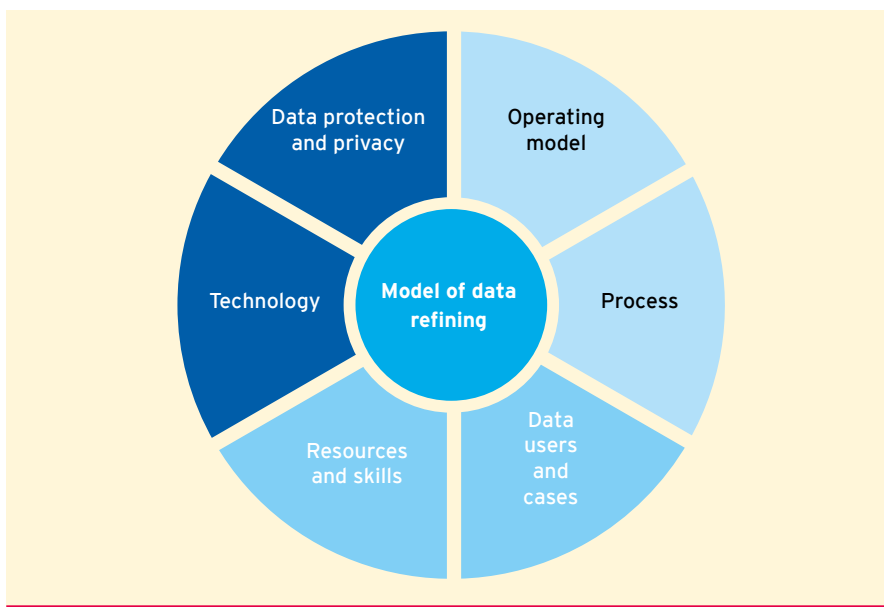 Data protection
and privacy
Operating
model
Technology
Model of data
refining
Process
Resources
and skills
Data
users
and
cases